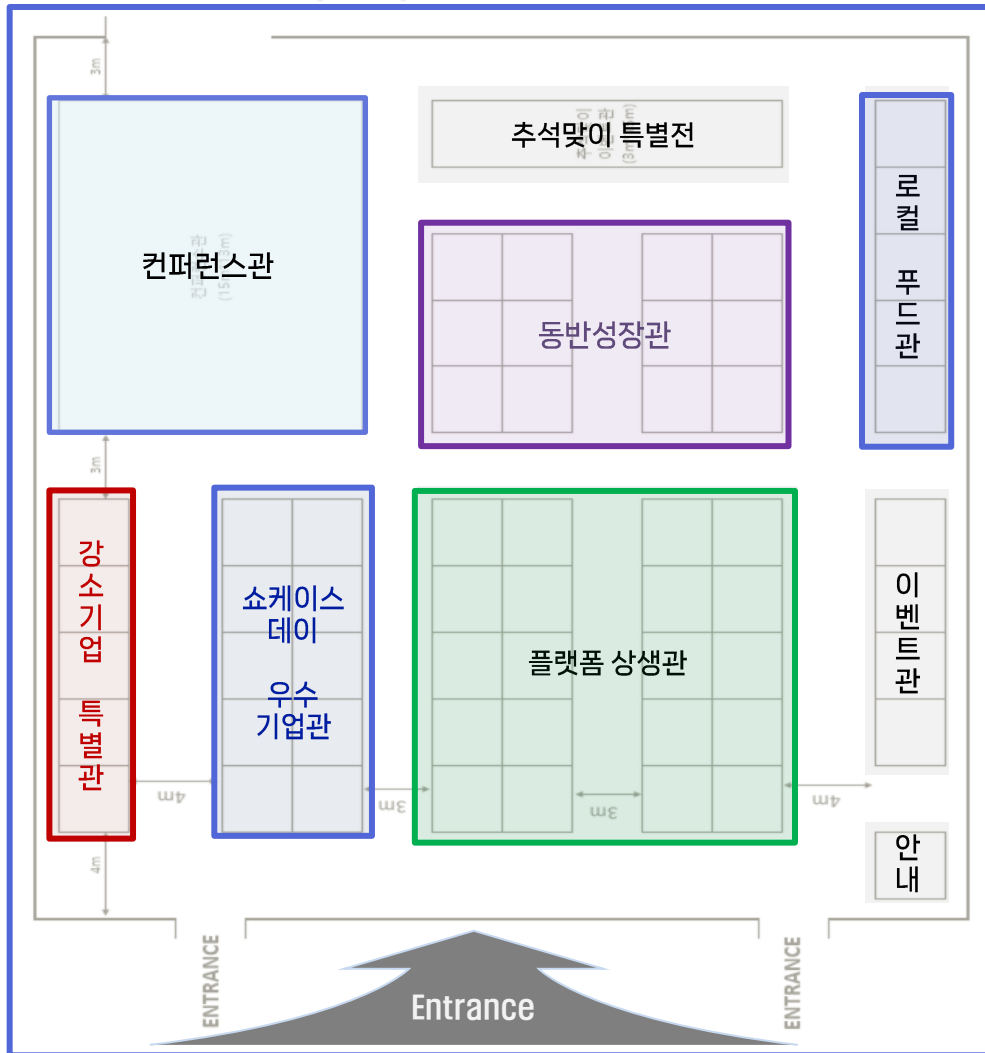 3m
추석맞이 특별전
컨퍼런스관
로컬 푸드관
동반성장관
3m
강소기업 특별관
쇼케이스
데이
우수
기업관
플랫폼 상생관
이벤트관
4m
3m
3m
4m
4m
안내
ENTRANCE
Entrance
ENTRANCE